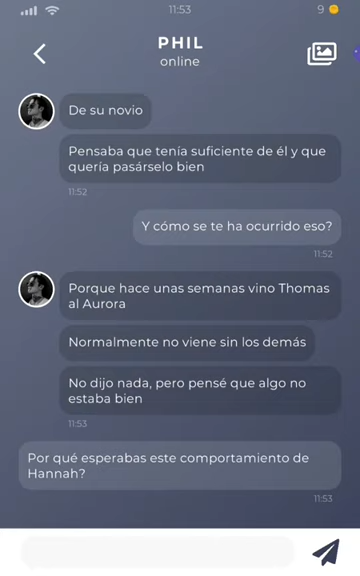 11:53
9
PHIL
online
De su novio
Pensaba que tenía suficiente de él y que
quería pasárselo bien
11:52
Y cómo se te ha ocurrido eso?
11:52
Porque hace unas semanas vino Thomas
al Aurora
Normalmente no viene sin los demás
No dijo nada, pero pensé que algo no
estaba bien
11:53
Por qué esperabas este comportamiento de
Hannah?
11:53